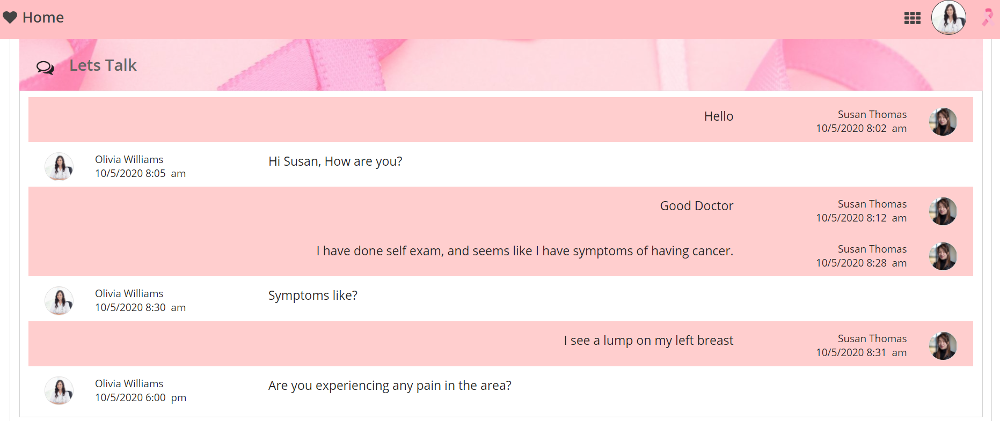 Home
Lets Talk
Hello
Susan Thomas
10/5/2020 8:02 am
Olivia Williams
10/5/2020 8:05 am
Hi Susan, How are you?
Good Doctor
Susan Thomas
10/5/2020 8:12 am
I have done self exam, and seems like I have symptoms of having cancer.
Susan Thomas
10/5/2020 8:28 am
Olivia Williams
10/5/2020 8:30 am
Symptoms like?
I see a lump on my left breast
Susan Thomas
10/5/2020 8:31 am
Olivia Williams
10/5/2020 6:00 pm
Are you experiencing any pain in the area?